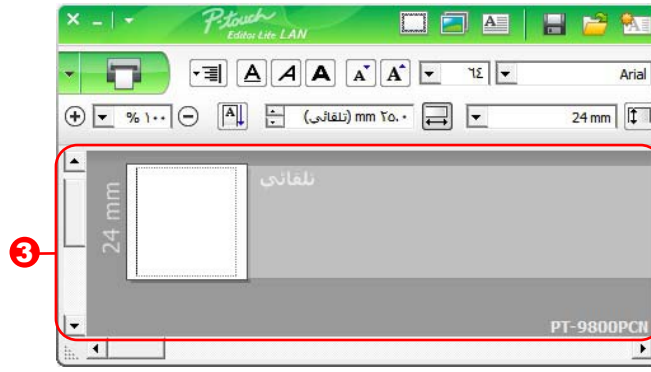 P-touch
Editor Lite LAN
A A A A A ٦٤ Arial
% ١٠٠ A ٢٥.٠ mm (تلقائي) 24 mm
تلقائي
24 mm
3
PT-9800PCN